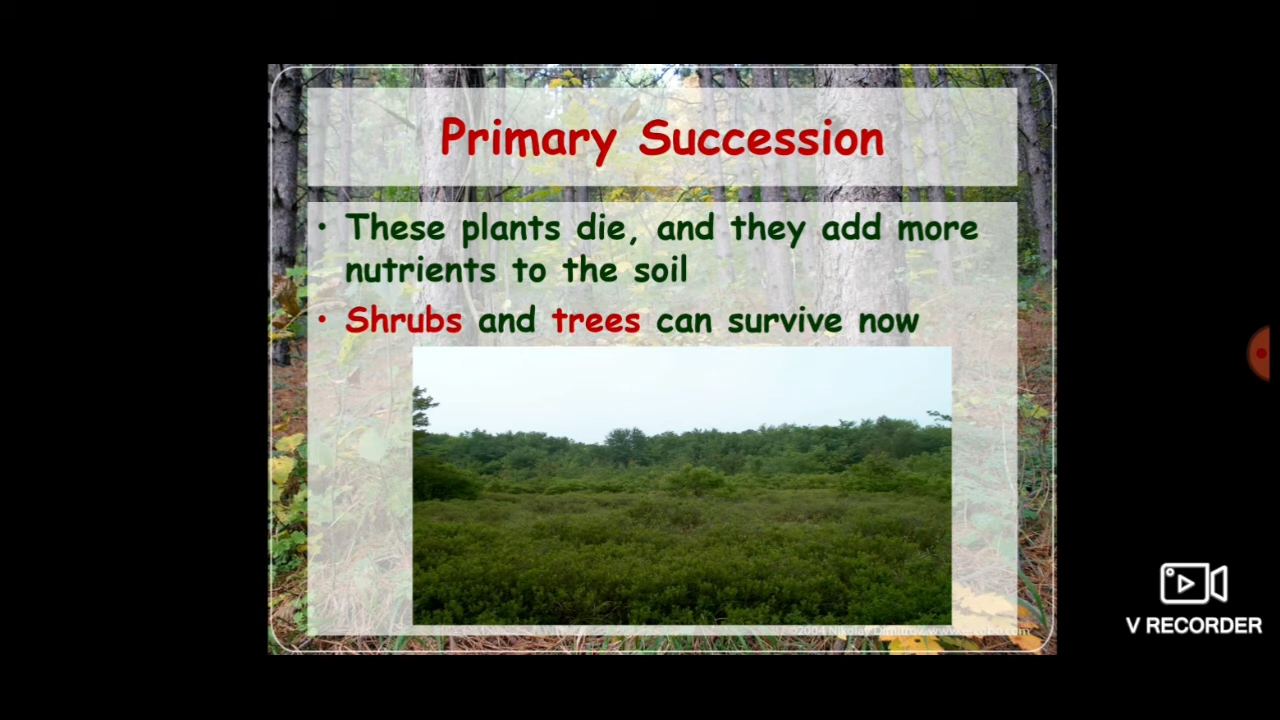 Primary Succession
• These plants die, and they add more
nutrients to the soil
• Shrubs and trees can survive now
V RECORDER